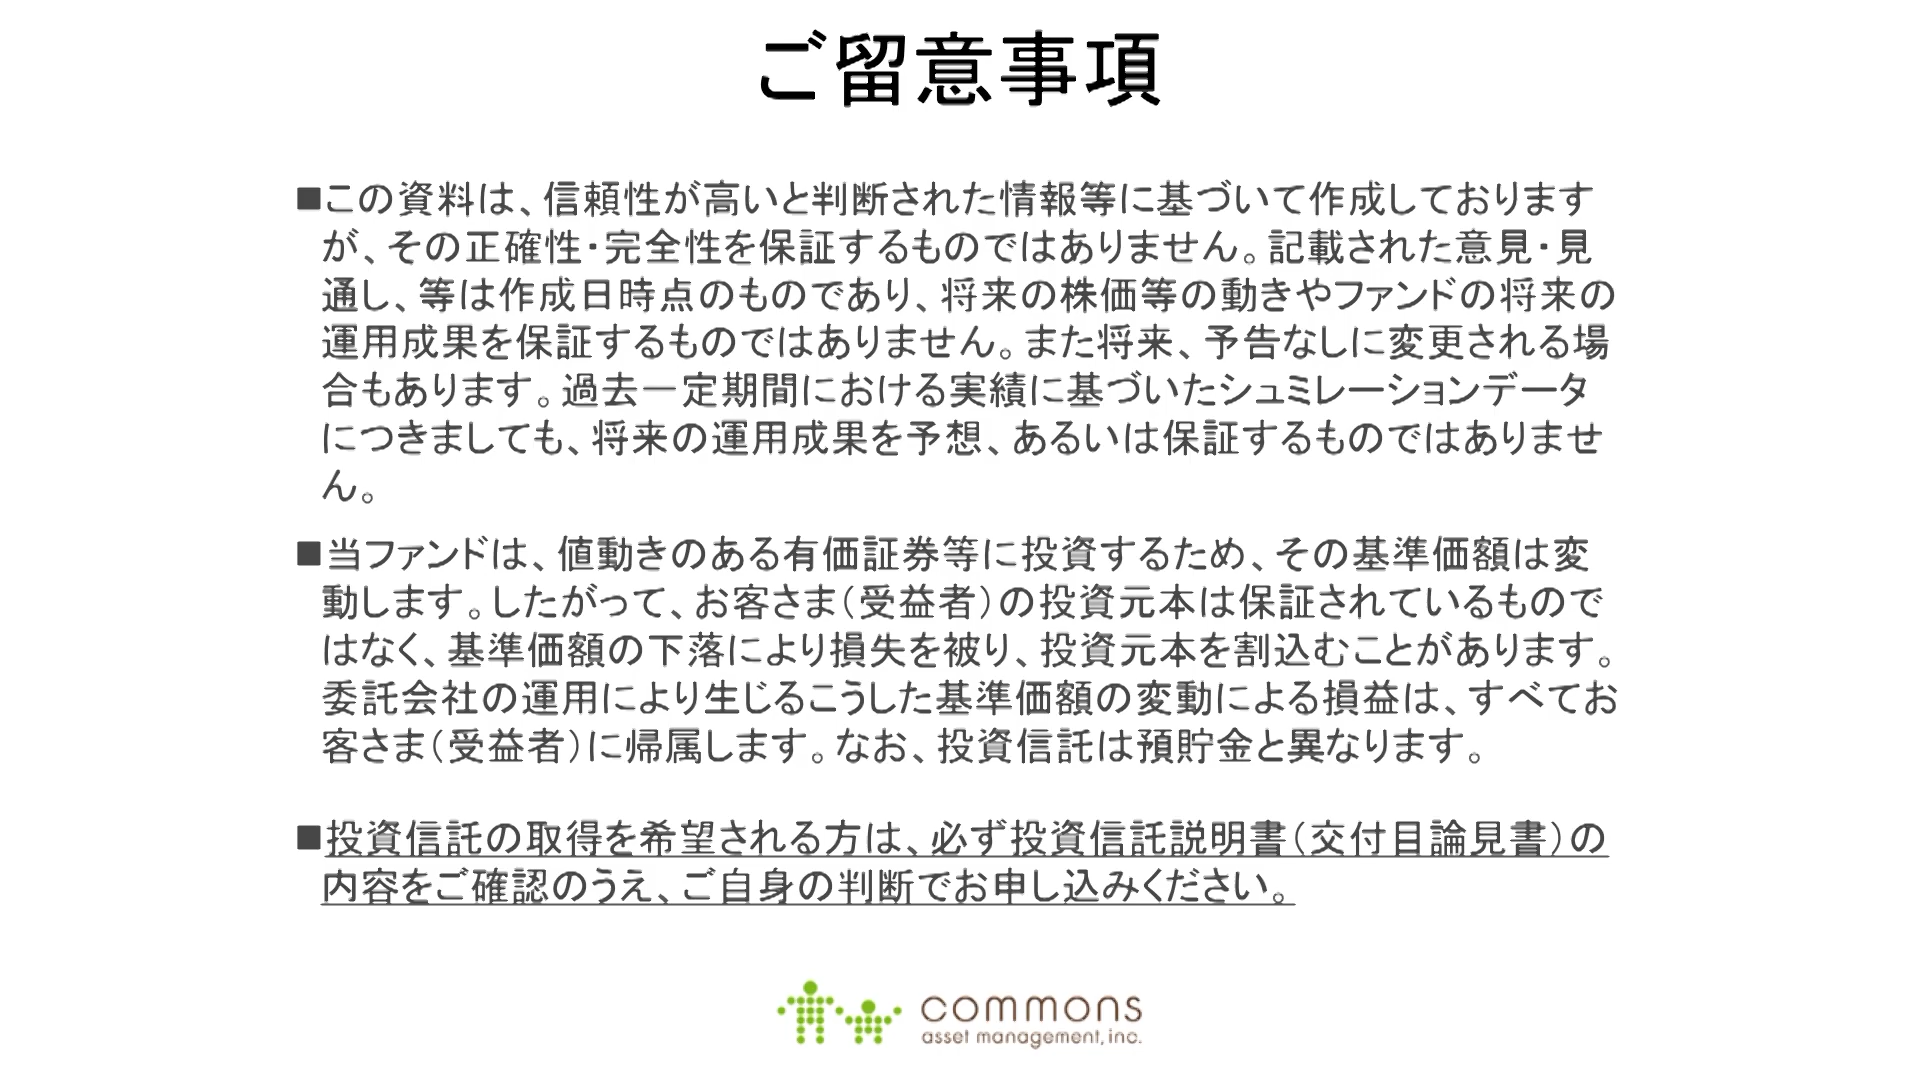 ご留意事項
■この資料は、信頼性が高いと判断された情報等に基づいて作成しております
が、その正確性・完全性を保証するものではありません。記載された意見・見
通し、等は作成日時点のものであり、将来の株価等の動きやファンドの将来の
運用成果を保証するものではありません。また将来、予告なしに変更される場
合もあります。過去一定期間における実績に基づいたシュミレーションデータ
につきましても、将来の運用成果を予想、あるいは保証するものではありませ
ん。
■当ファンドは、値動きのある有価証券等に投資するため、その基準価額は変
動します。したがって、お客さま（受益者）の投資元本は保証されているもので
はなく、基準価額の下落により損失を被り、投資元本を割込むことがあります。
委託会社の運用により生じるこうした基準価額の変動による損益は、すべてお
客さま（受益者）に帰属します。なお、投資信託は預貯金と異なります。
■投資信託の取得を希望される方は、必ず投資信託説明書（交付目論見書）の
内容をご確認のうえ、ご自身の判断でお申し込みください。
commons
asset management, inc.